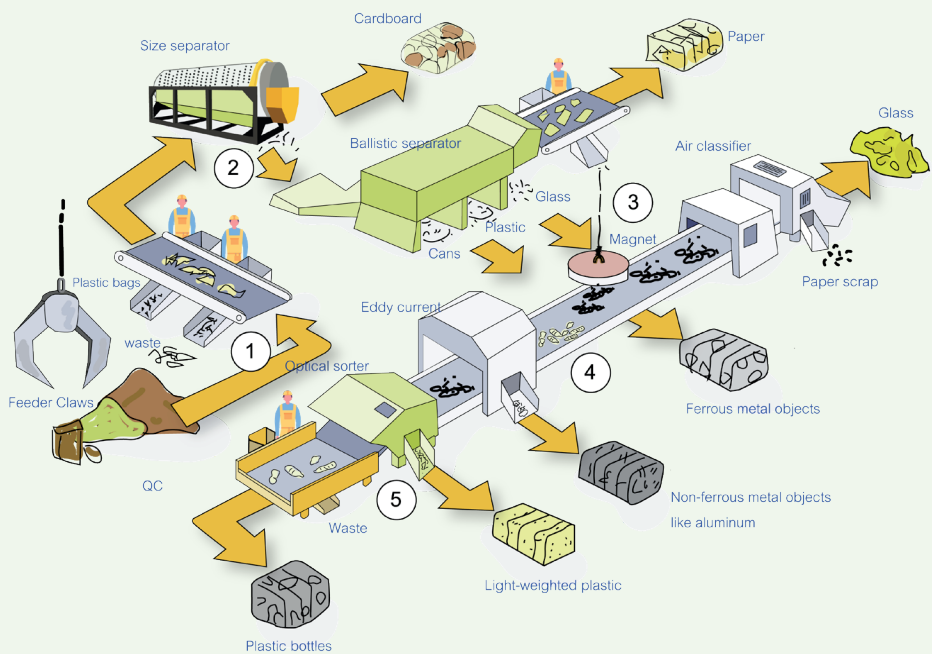 Cardboard
Size separator
Paper
2
Ballistic separator
Glass
Air classifier
Glass
3
Plastic
Magnet
Cans
Paper scrap
Plastic bags
Eddy current
waste
1
Optical sorter
4
Feeder Claws
Ferrous metal objects
QC
5
Waste
Non-ferrous metal objects
like aluminum
Light-weighted plastic
Plastic bottles